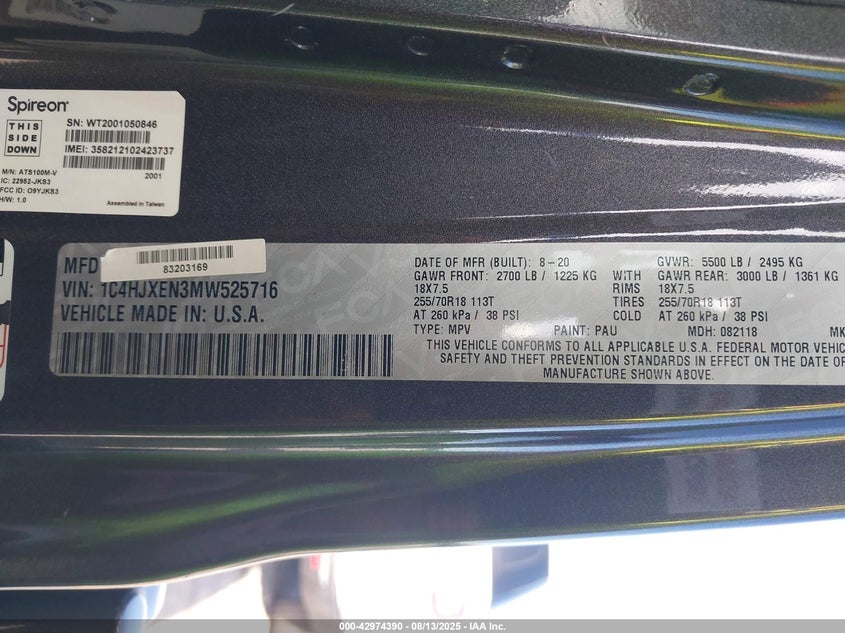 Spireon
THIS
SIDE
DOWN
SN: WT2001050846
IMEI: 358212102423737
2001
M/N: ATS100M-V
IC: 22952-JKS3
FCC ID: O9YJKS3
H/W: 1.0
Assembled in Taiwan
83203169
MFD
VIN: 1C4HJXEN3MW525716
VEHICLE MADE IN: U.S.A.
DATE OF MFR (BUILT): 8-20 GVWR: 5500 LB / 2495 KG
GAWR FRONT: 2700 LB / 1225 KG WITH GAWR REAR: 3000 LB / 1361 KG
18X7.5 RIMS 18X7.5
255/70R18 113T TIRES 255/70R18 113T
AT 260 kPa / 38 PSI COLD AT 260 kPa / 38 PSI
TYPE: MPV PAINT: PAU MDH: 082118 MK
THIS VEHICLE CONFORMS TO ALL APPLICABLE U.S.A. FEDERAL MOTOR VEHIC
SAFETY AND THEFT PREVENTION STANDARDS IN EFFECT ON THE DATE OF
MANUFACTURE SHOWN ABOVE.
000-42974390 - 08/13/2025 - IAA Inc.